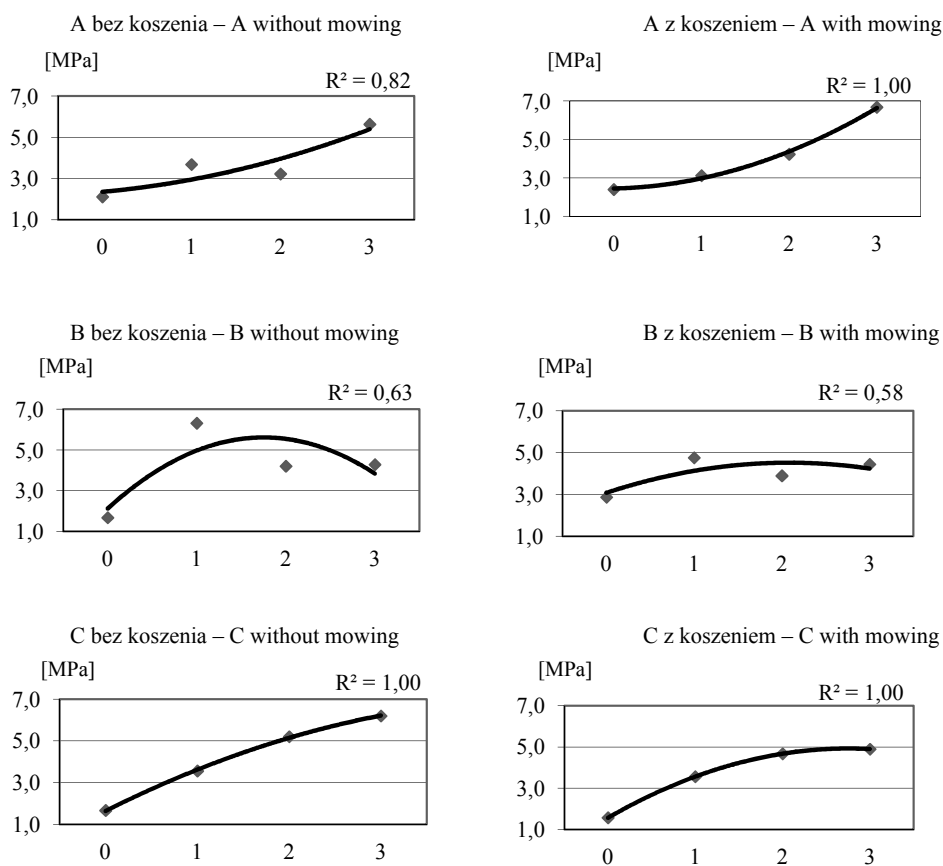 A bez koszenia – A without mowing
[MPa]
R² = 0,82
7,0
5,0
3,0
1,0
0 1 2 3
A z koszeniem – A with mowing
[MPa]
R² = 1,00
7,0
5,0
3,0
1,0
0 1 2 3
B bez koszenia – B without mowing
[MPa]
R² = 0,63
7,0
5,0
3,0
1,0
0 1 2 3
B z koszeniem – B with mowing
[MPa]
R² = 0,58
7,0
5,0
3,0
1,0
0 1 2 3
C bez koszenia – C without mowing
[MPa]
R² = 1,00
7,0
5,0
3,0
1,0
0 1 2 3
C z koszeniem – C with mowing
[MPa]
R² = 1,00
7,0
5,0
3,0
1,0
0 1 2 3